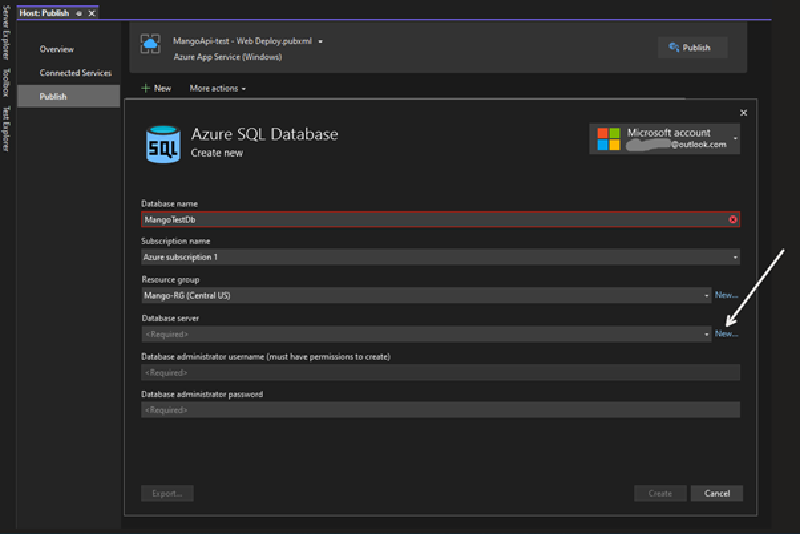 Server Explorer
Toolbox
Test Explorer
Host: Publish
Overview
Connected Services
Publish
MangoApi-test - Web Deploy.pubxml
Azure App Service (Windows)
Publish
New
More actions
SQL
Azure SQL Database
Create new
Microsoft account
@outlook.com
Database name
MangoTestDb
Subscription name
Azure subscription 1
Resource group
Mango-RG (Central US)
New...
Database server
<Required>
New...
Database administrator username (must have permissions to create)
<Required>
Database administrator password
<Required>
Export...
Create
Cancel